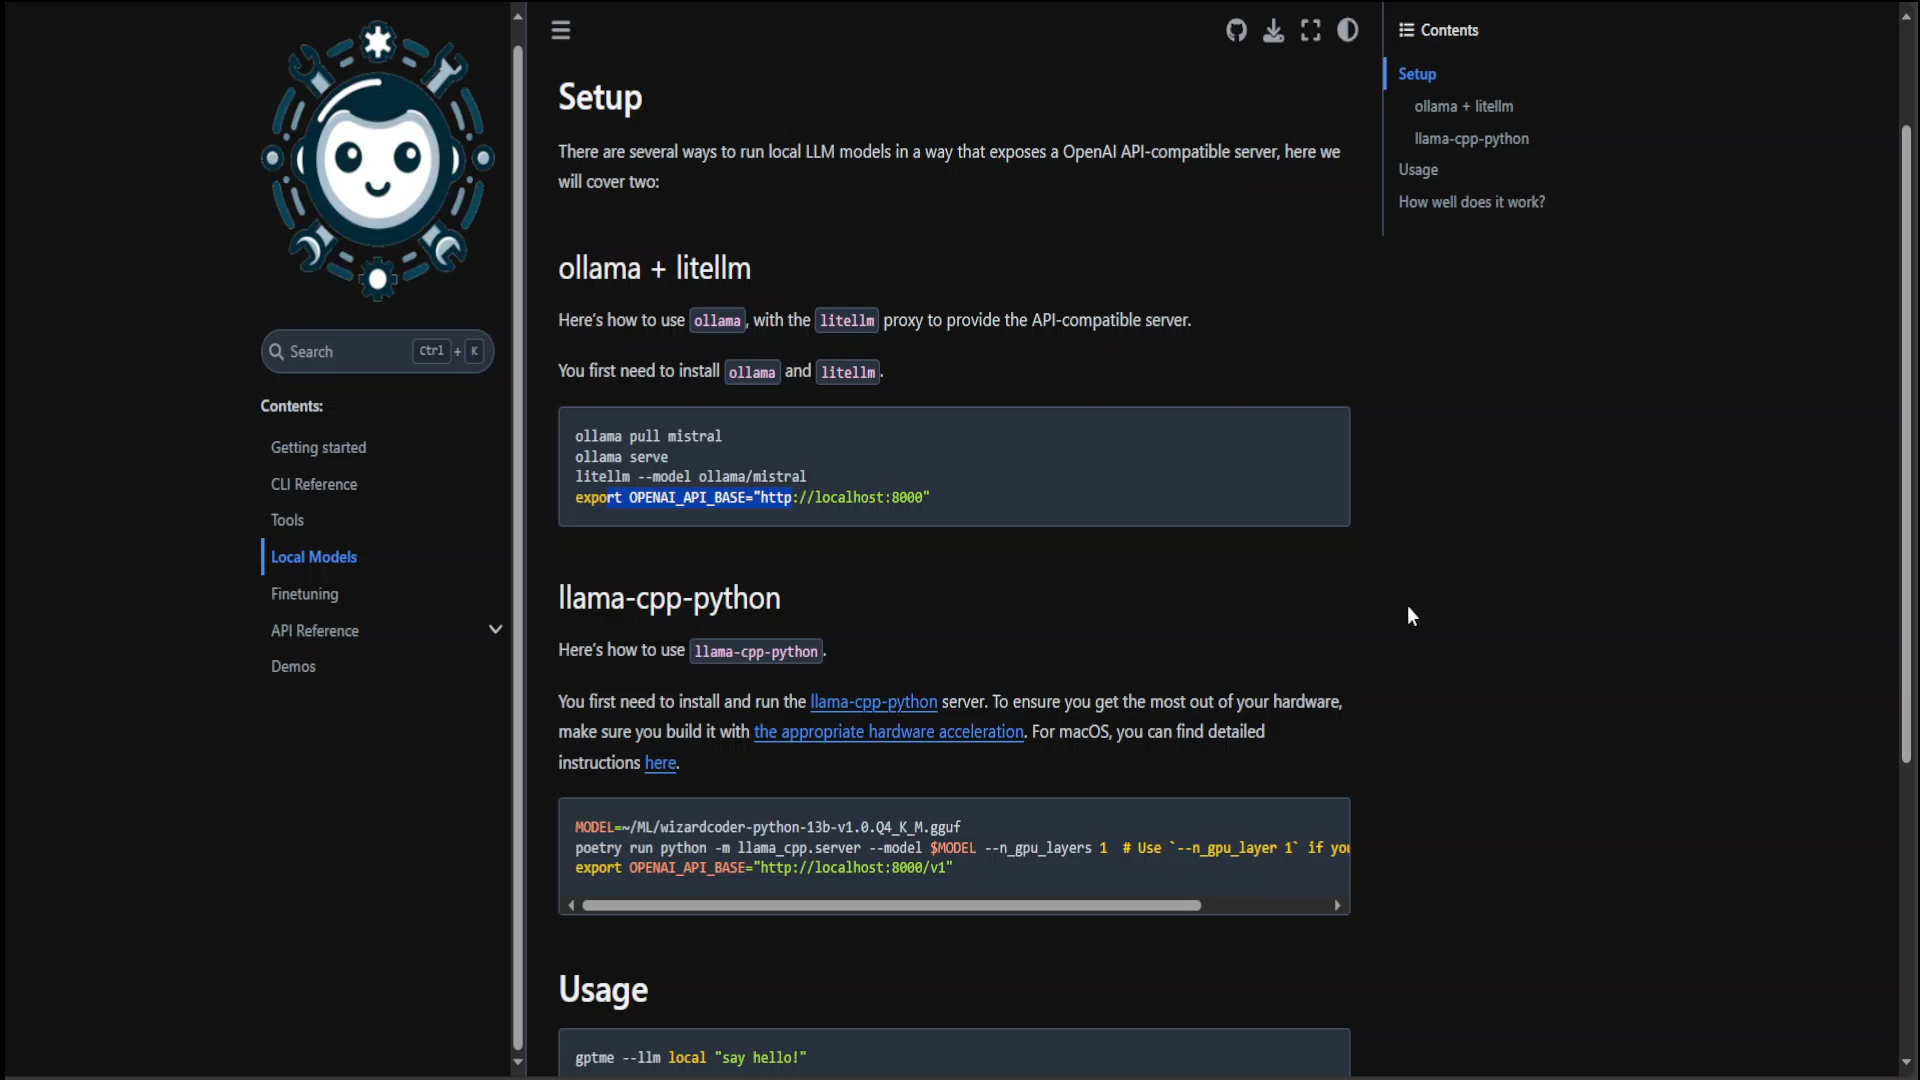 Search
Ctrl + K
Contents:
Getting started
CLI Reference
Tools
Local Models
Finetuning
API Reference
Demos
Setup
There are several ways to run local LLM models in a way that exposes a OpenAI API-compatible server, here we
will cover two:
ollama + litellm
Here's how to use ollama, with the litellm proxy to provide the API-compatible server.
You first need to install ollama and litellm.
ollama pull mistral
ollama serve
litellm --model ollama/mistral
export OPENAI_API_BASE="http://localhost:8000"
llama-cpp-python
Here's how to use llama-cpp-python.
You first need to install and run the llama-cpp-python server. To ensure you get the most out of your hardware,
make sure you build it with the appropriate hardware acceleration. For macOS, you can find detailed
instructions here.
MODEL=~/ML/wizardcoder-python-13b-v1.0.Q4_K_M.gguf
poetry run python -m llama_cpp.server --model $MODEL --n_gpu_layers 1  # Use `--n_gpu_layer 1` if you
export OPENAI_API_BASE="http://localhost:8000/v1"
Usage
gptme --llm local "say hello!"
Contents
Setup
ollama + litellm
llama-cpp-python
Usage
How well does it work?